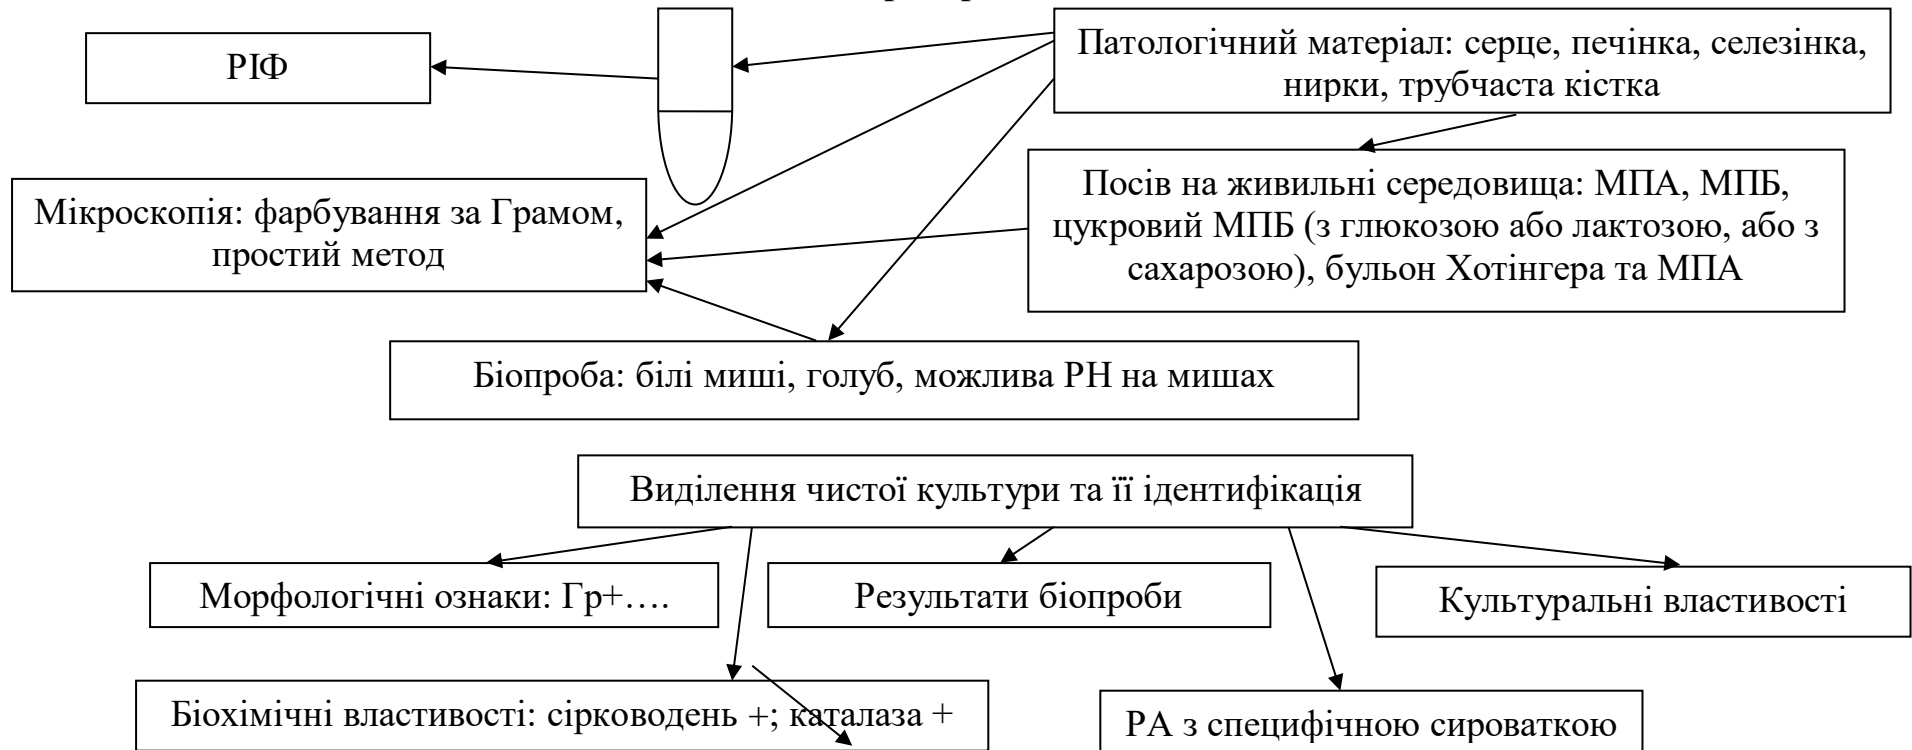 РІФ
Патологічний матеріал: серце, печінка, селезінка,
нирки, трубчаста кістка
Мікроскопія: фарбування за Грамом,
простий метод
Посів на живильні середовища: МПА, МПБ,
цукровий МПБ (з глюкозою або лактозою, або з
сахарозою), бульон Хотінгера та МПА
Біопроба: білі миші, голуб, можлива РН на мишах
Виділення чистої культури та її ідентифікація
Морфологічні ознаки: Гр+….
Результати біопроби
Культуральні властивості
Біохімічні властивості: сірководень +; каталаза +
РА з специфічною сироваткою